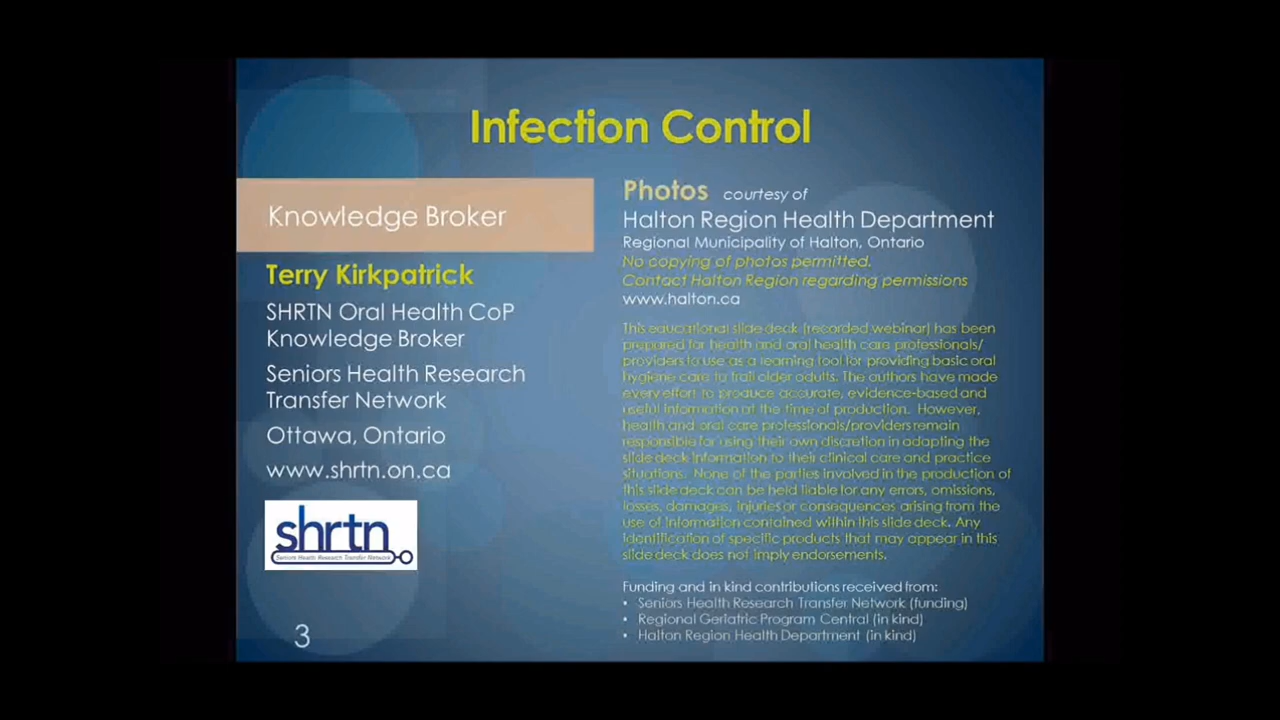 Infection Control
Knowledge Broker
Terry Kirkpatrick
SHRTN Oral Health CoP
Knowledge Broker
Seniors Health Research
Transfer Network
Ottawa, Ontario
www.shrtn.on.ca
shrtn
Seniors Health Research Transfer Network
3
Photos courtesy of
Halton Region Health Department
Regional Municipality of Halton, Ontario
No copying of photos permitted.
Contact Halton Region regarding permissions
www.halton.ca
This educational slide deck (recorded webinar) has been
prepared for health and oral health care professionals/
providers to use as a learning tool for providing basic oral
hygiene care to frail older adults. The authors have made
every effort to produce accurate, evidence-based and
useful information at the time of production. However,
health and oral care professionals/providers remain
responsible for using their own discretion in adapting the
slide deck information to their clinical care and practice
situations. None of the parties involved in the production of
this slide deck can be held liable for any errors, omissions,
losses, damages, injuries or consequences arising from the
use of information contained within this slide deck. Any
identification of specific products that may appear in this
slide deck does not imply endorsements.
Funding and in kind contributions received from:
• Seniors Health Research Transfer Network (funding)
• Regional Geriatric Program Central (in kind)
• Halton Region Health Department (in kind)